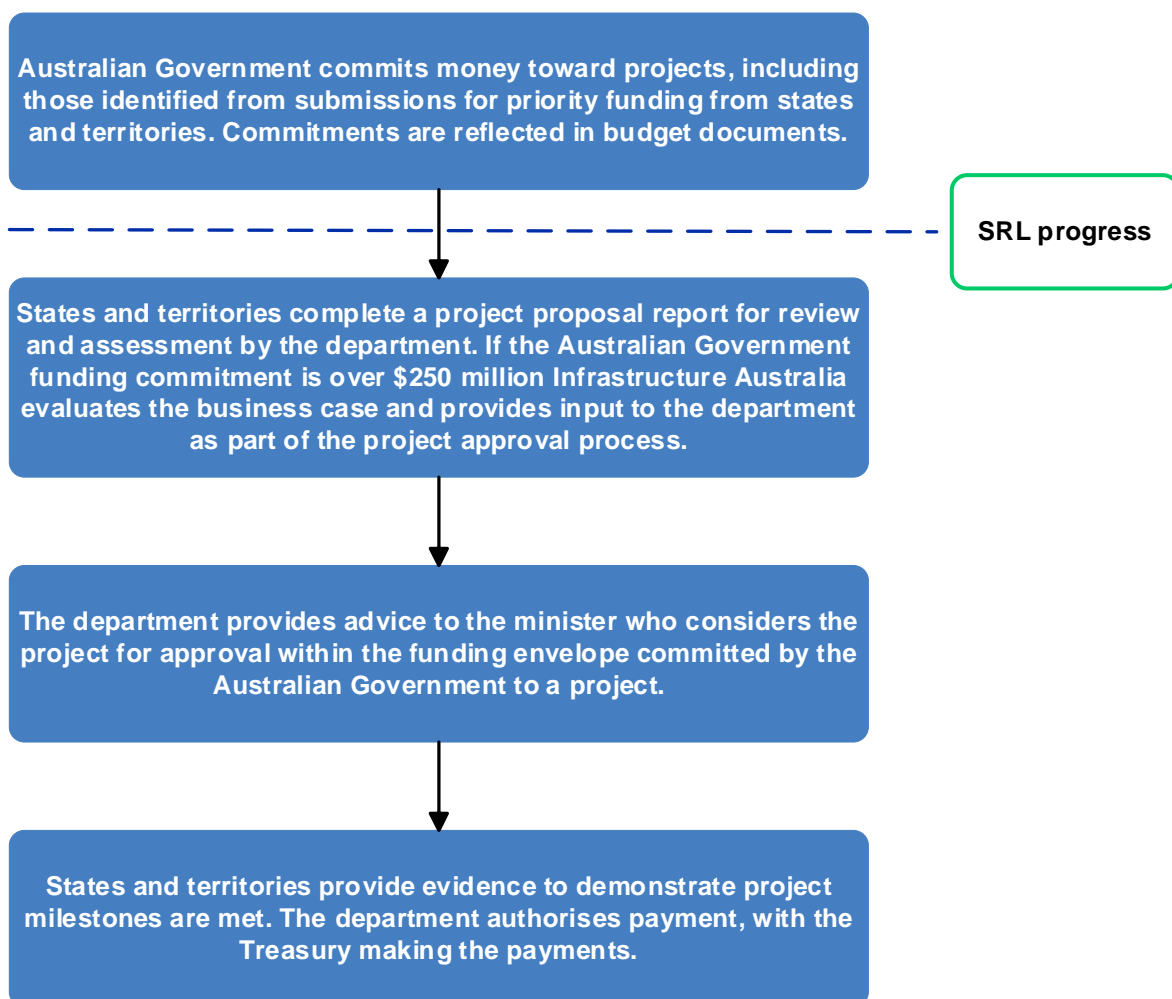 Australian Government commits money toward projects, including
those identified from submissions for priority funding from states
and territories. Commitments are reflected in budget documents.
SRL progress
States and territories complete a project proposal report for review
and assessment by the department. If the Australian Government
funding commitment is over $250 million Infrastructure Australia
evaluates the business case and provides input to the department
as part of the project approval process.
The department provides advice to the minister who considers the
project for approval within the funding envelope committed by the
Australian Government to a project.
States and territories provide evidence to demonstrate project
milestones are met. The department authorises payment, with the
Treasury making the payments.